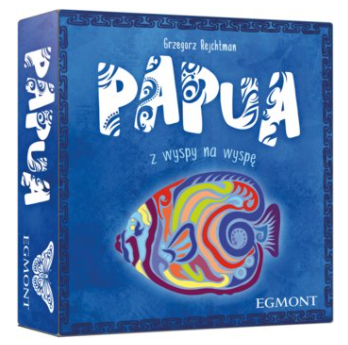 Grzegorz Rejchtman
PAPUA
z wyspy na wyspę
EGMONT
PAPUA
EGMONT